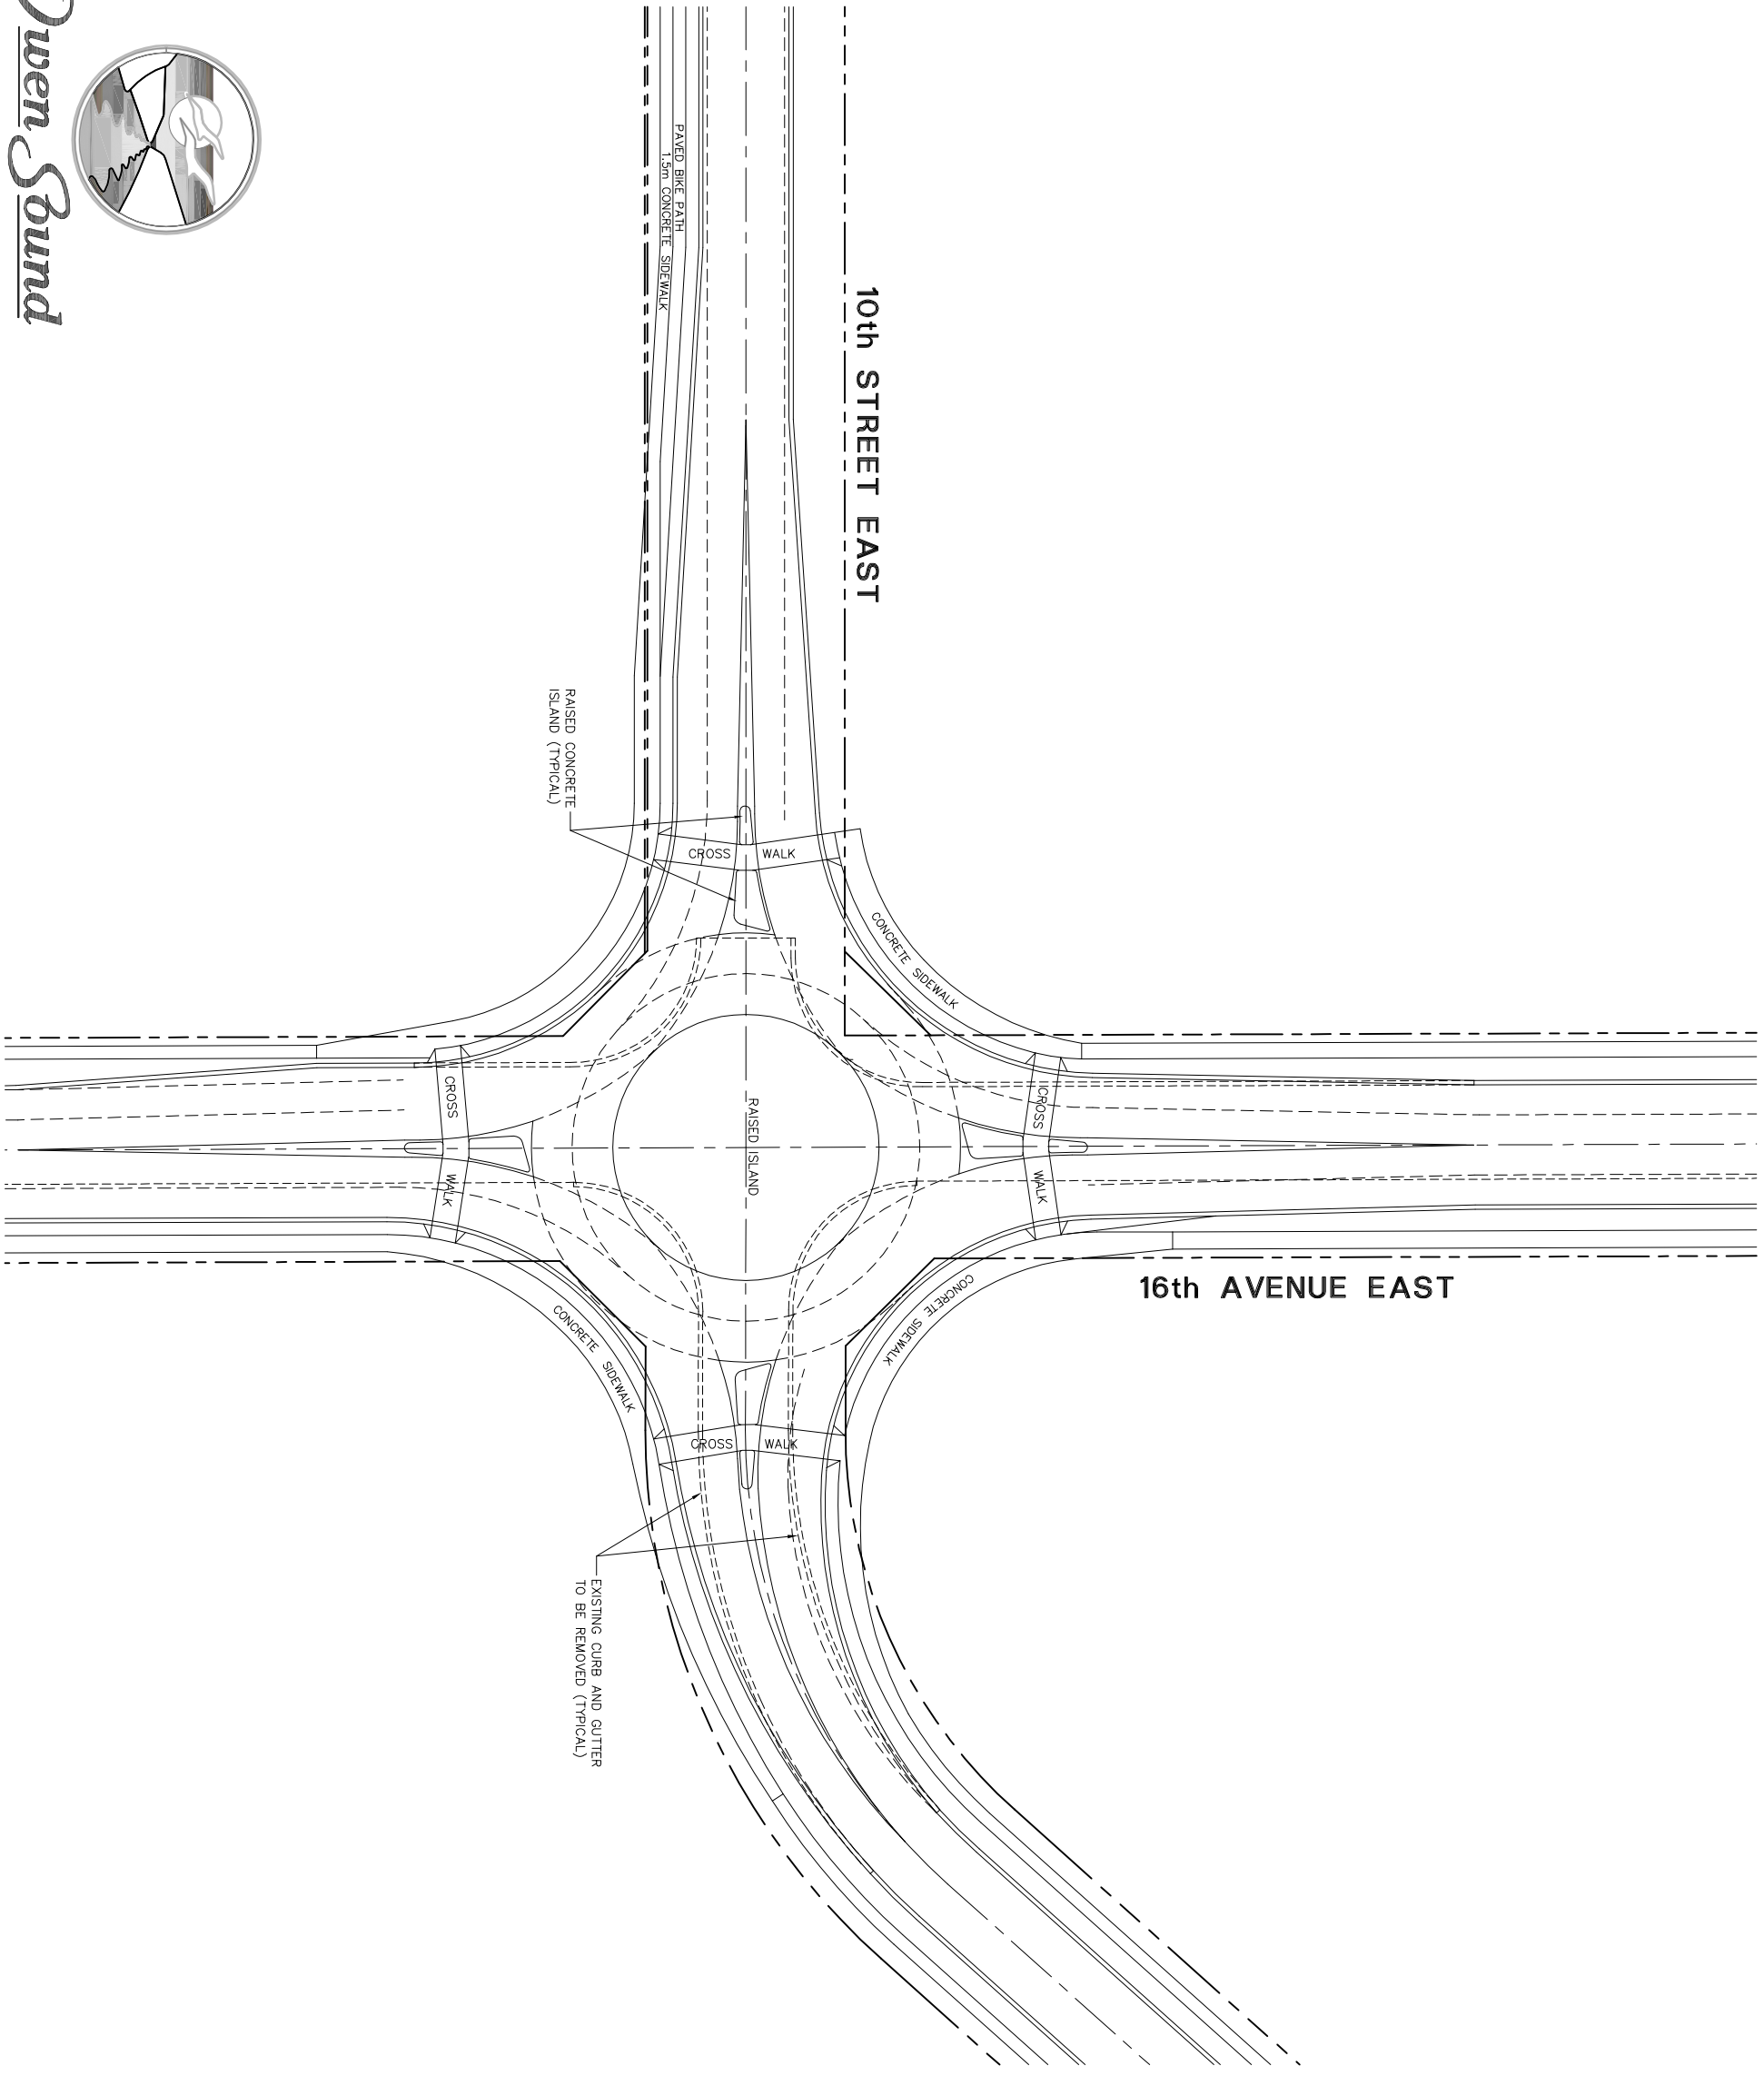 Owen Sound
PAVED BIKE PATH
1.5m CONCRETE SIDEWALK
10th STREET EAST
RAISED CONCRETE
ISLAND (TYPICAL)
CROSS WALK
CONCRETE SIDEWALK
CROSS
WALK
RAISED ISLAND
CROSS
WALK
16th AVENUE EAST
CONCRETE SIDEWALK
CONCRETE SIDEWALK
CROSS WALK
EXISTING CURB AND GUTTER
TO BE REMOVED (TYPICAL)